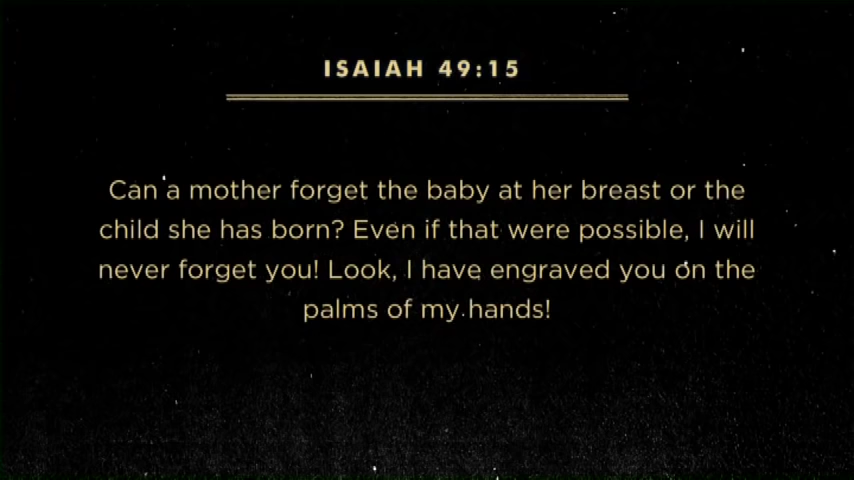 ISAIAH 49:15
Can a mother forget the baby at her breast or the
child she has born? Even if that were possible, I will
never forget you! Look, I have engraved you on the
palms of my hands!